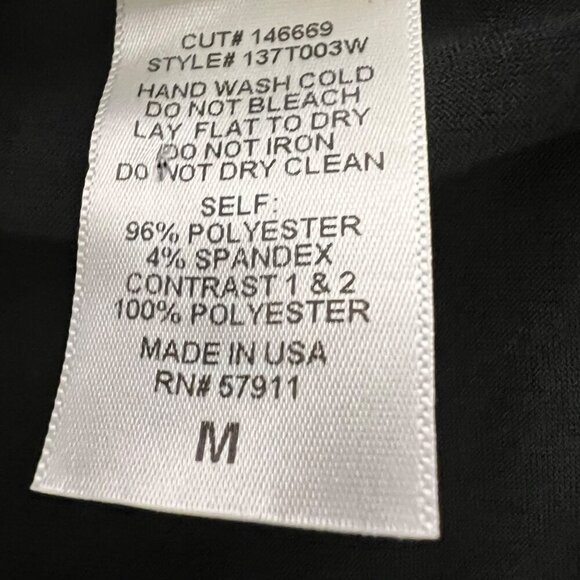 CUT# 146669
STYLE# 137T003W
HAND WASH COLD
DO NOT BLEACH
LAY FLAT TO DRY
DO NOT IRON
DO NOT DRY CLEAN
SELF:
96% POLYESTER
4% SPANDEX
CONTRAST 1 & 2
100% POLYESTER
MADE IN USA
RN# 57911
M